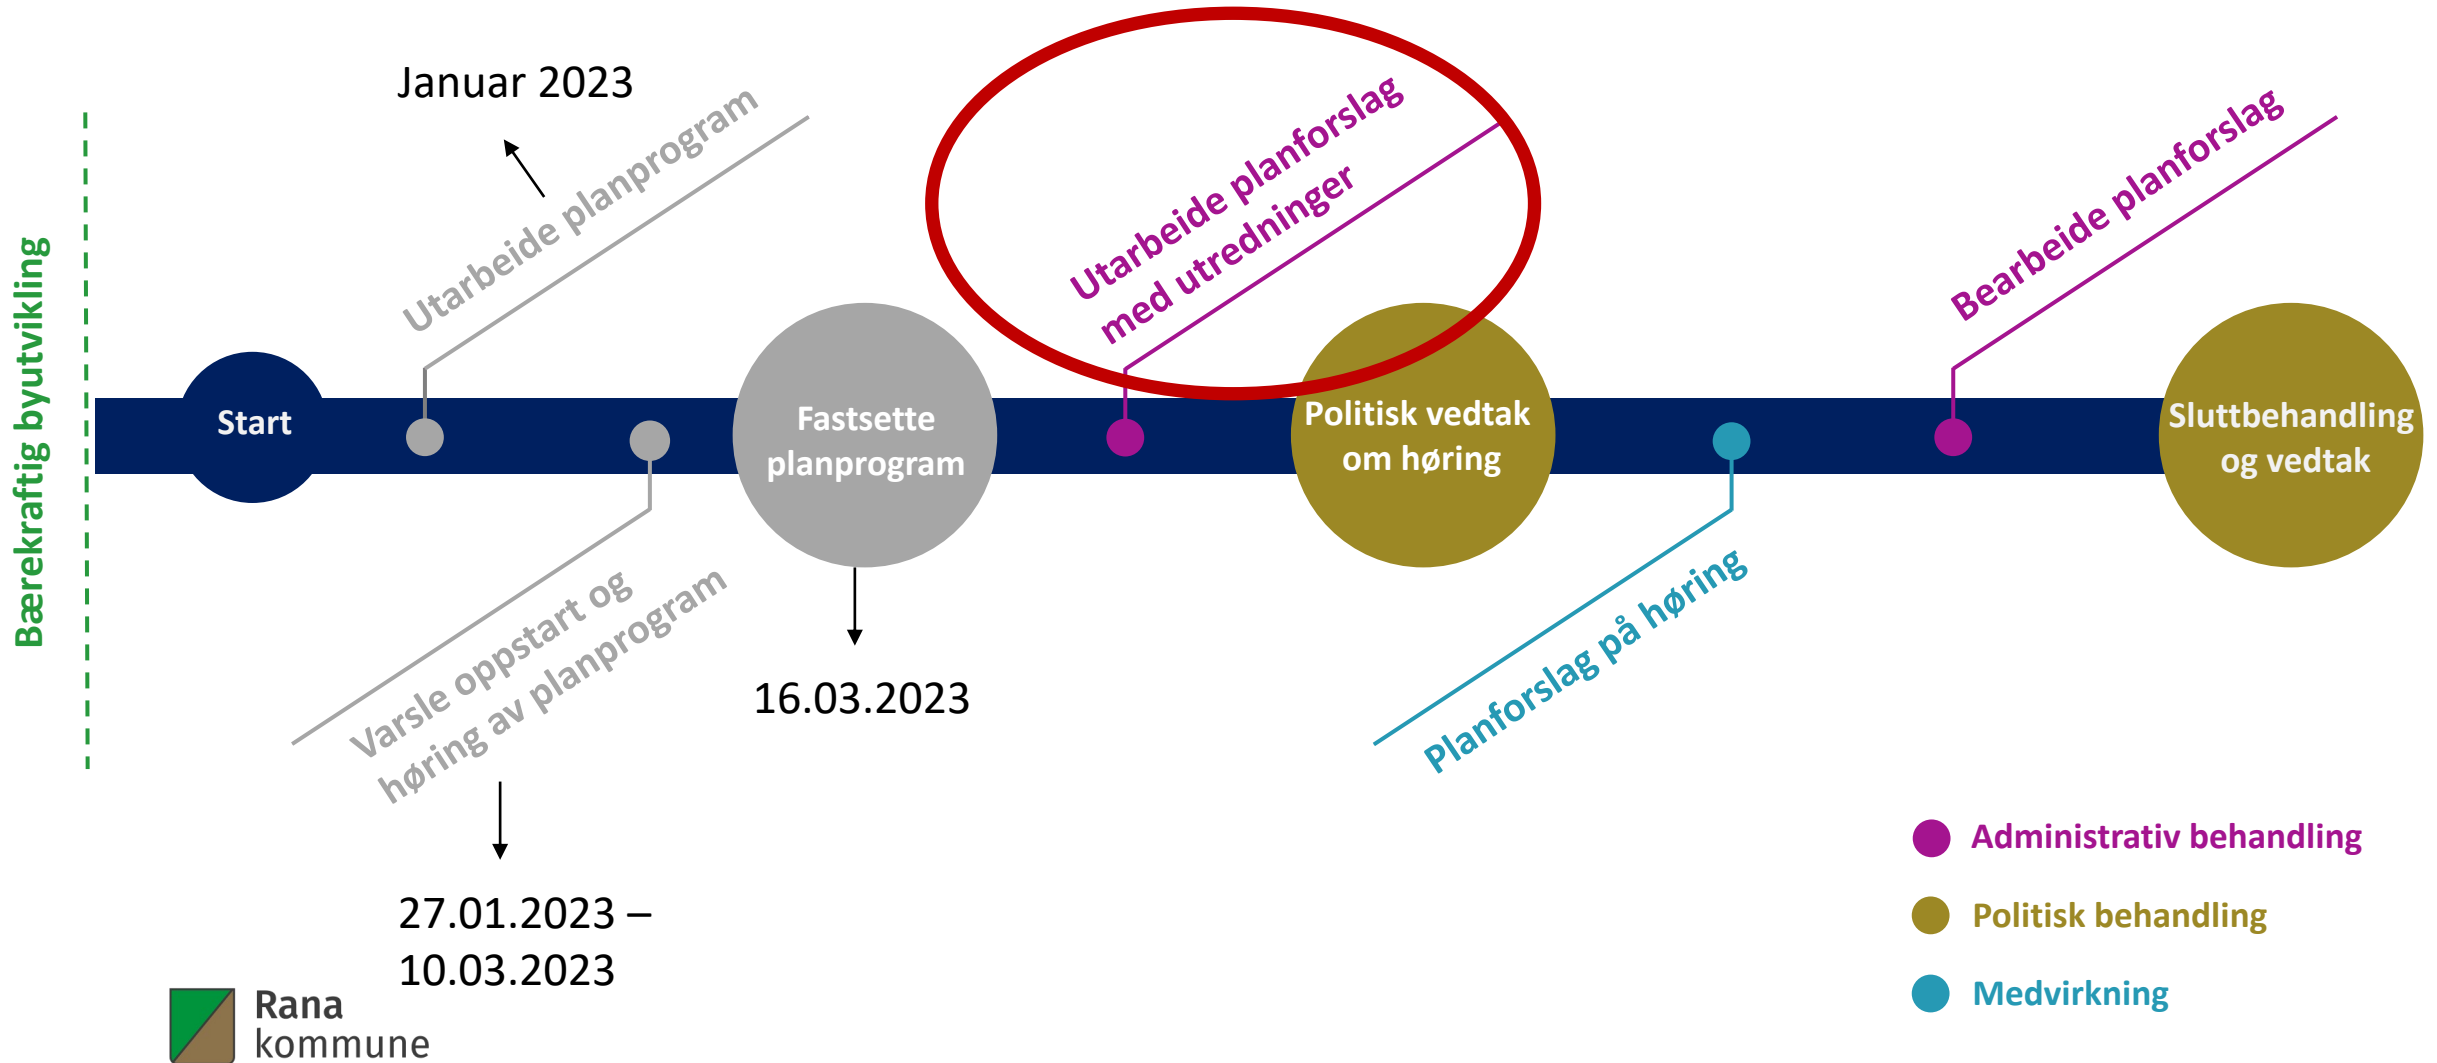 Januar 2023
Utarbeide planprogram
Utarbeide planforslag
med utredninger
Bearbeide planforslag
Bærekraftig byutvikling
Start
Fastsette
planprogram
Politisk vedtak
om høring
Sluttbehandling
og vedtak
Varsle oppstart og
høring av planprogram
16.03.2023
Planforslag på høring
27.01.2023 –
10.03.2023
Administrativ behandling
Politisk behandling
Medvirkning
Rana
kommune